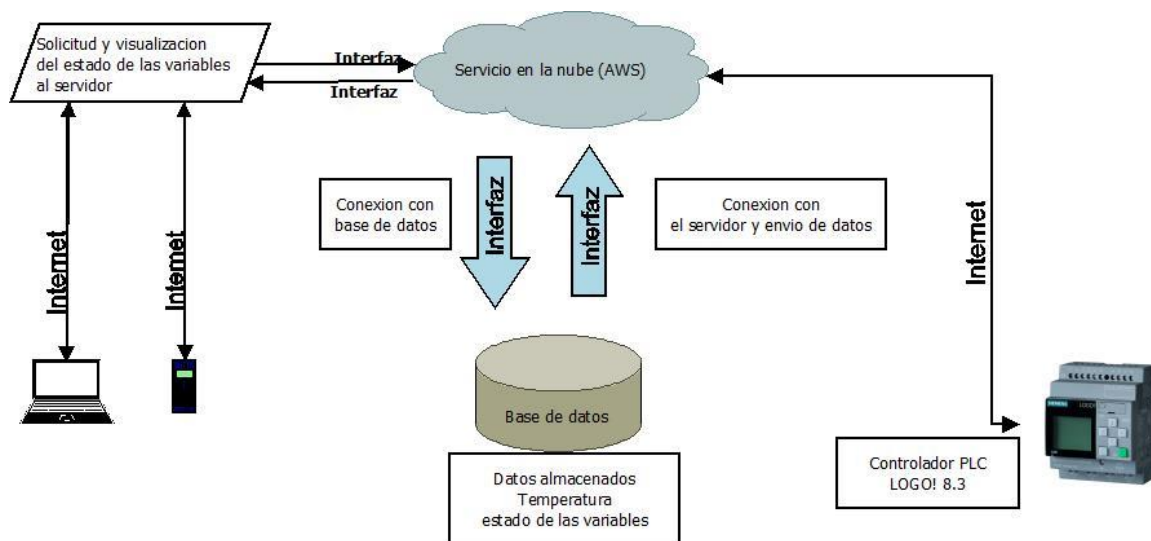 Solicitud y visualizacion
del estado de las variables
al servidor
Interfaz
Interfaz
Servicio en la nube (AWS)
Internet
Internet
Conexion con
base de datos
Interfaz
Interfaz
Conexion con
el servidor y envio de datos
Internet
Base de datos
Datos almacenados
Temperatura
estado de las variables
Controlador PLC
LOGO! 8.3
SIEMENS